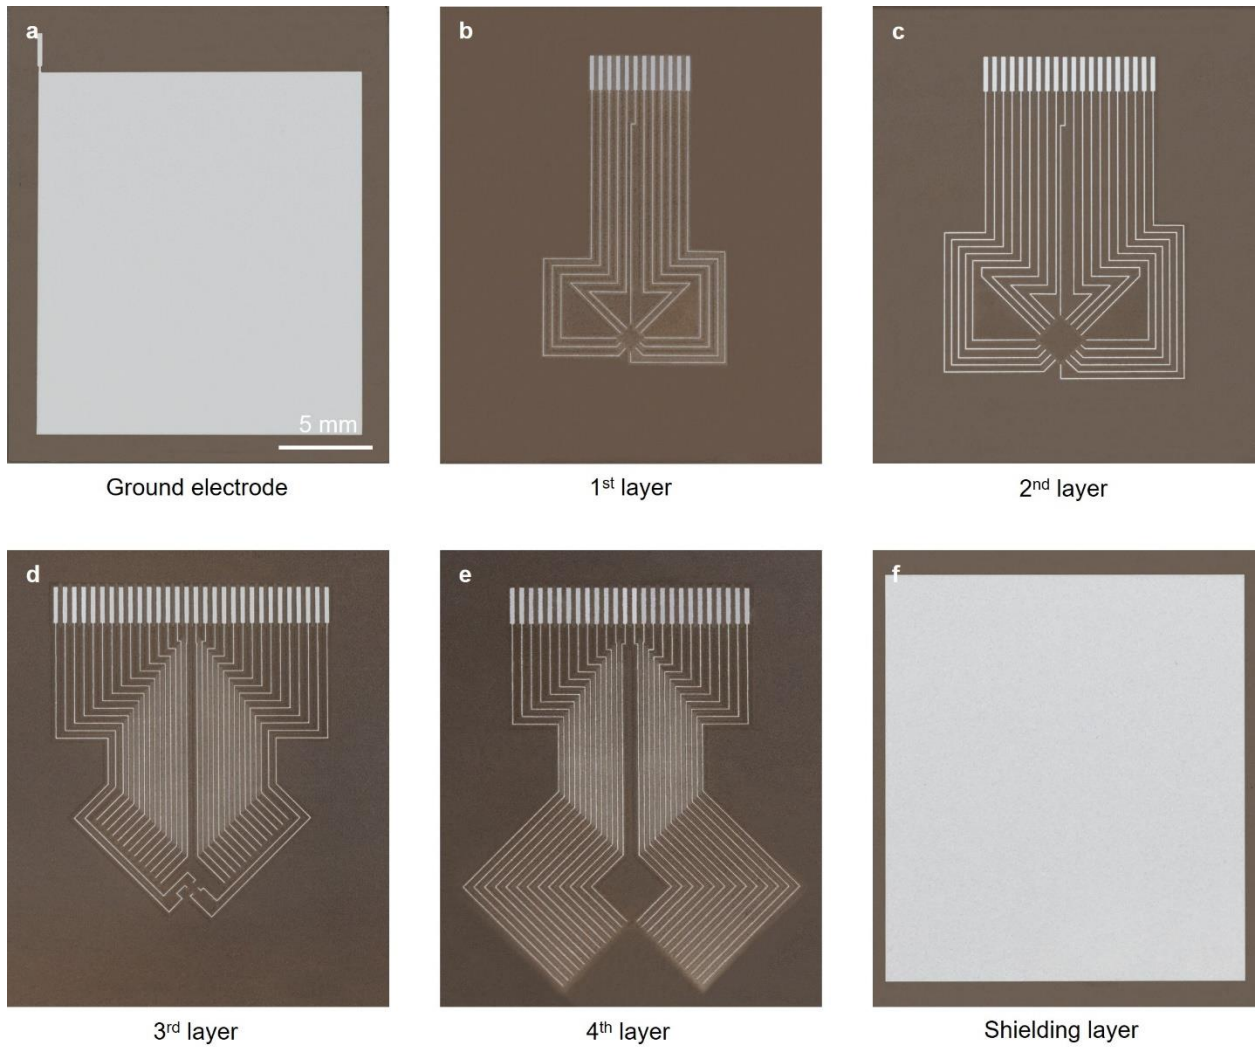 a
b
c
5 mm
Ground electrode
1st layer
2nd layer
d
e
f
3rd layer
4th layer
Shielding layer